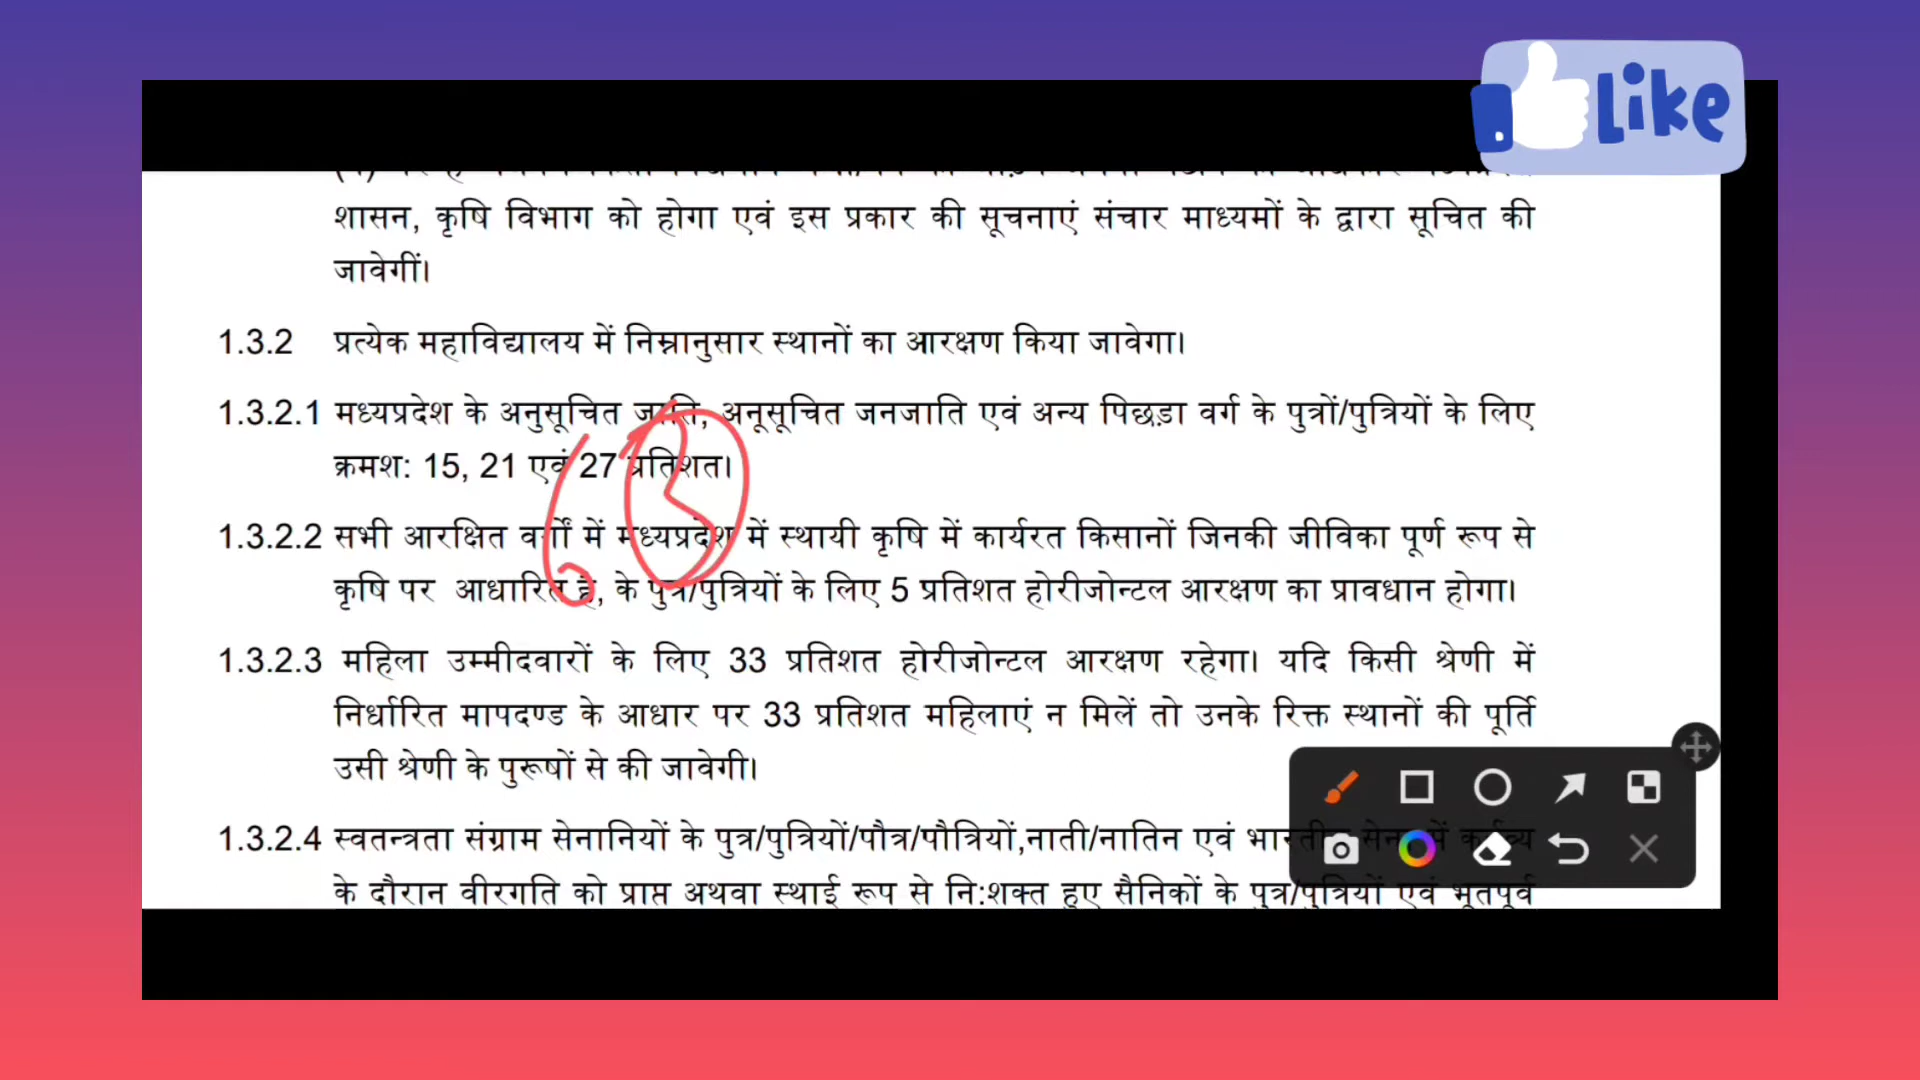 Like
शासन, कृषि विभाग को होगा एवं इस प्रकार की सूचनाएं संचार माध्यमों के द्वारा सूचित की
जावेगीं।
1.3.2 प्रत्येक महाविद्यालय में निम्नानुसार स्थानों का आरक्षण किया जावेगा।
1.3.2.1 मध्यप्रदेश के अनुसूचित जाति, अनूसूचित जनजाति एवं अन्य पिछड़ा वर्ग के पुत्रों/पुत्रियों के लिए
क्रमश: 15, 21 एवं 27 प्रतिशत।
1.3.2.2 सभी आरक्षित वर्गों में मध्यप्रदेश में स्थायी कृषि में कार्यरत किसानों जिनकी जीविका पूर्ण रूप से
कृषि पर आधारित है, के पुत्र/पुत्रियों के लिए 5 प्रतिशत होरीजोन्टल आरक्षण का प्रावधान होगा।
1.3.2.3 महिला उम्मीदवारों के लिए 33 प्रतिशत होरीजोन्टल आरक्षण रहेगा। यदि किसी श्रेणी में
निर्धारित मापदण्ड के आधार पर 33 प्रतिशत महिलाएं न मिलें तो उनके रिक्त स्थानों की पूर्ति
उसी श्रेणी के पुरूषों से की जावेगी।
1.3.2.4 स्वतन्त्रता संग्राम सेनानियों के पुत्र/पुत्रियों/पौत्र/पौत्रियों,नाती/नातिन एवं भारतीय सेना में कर्तव्य
के दौरान वीरगति को प्राप्त अथवा स्थाई रूप से नि:शक्त हुए सैनिकों के पुत्र/पुत्रियों एवं भूतपूर्व